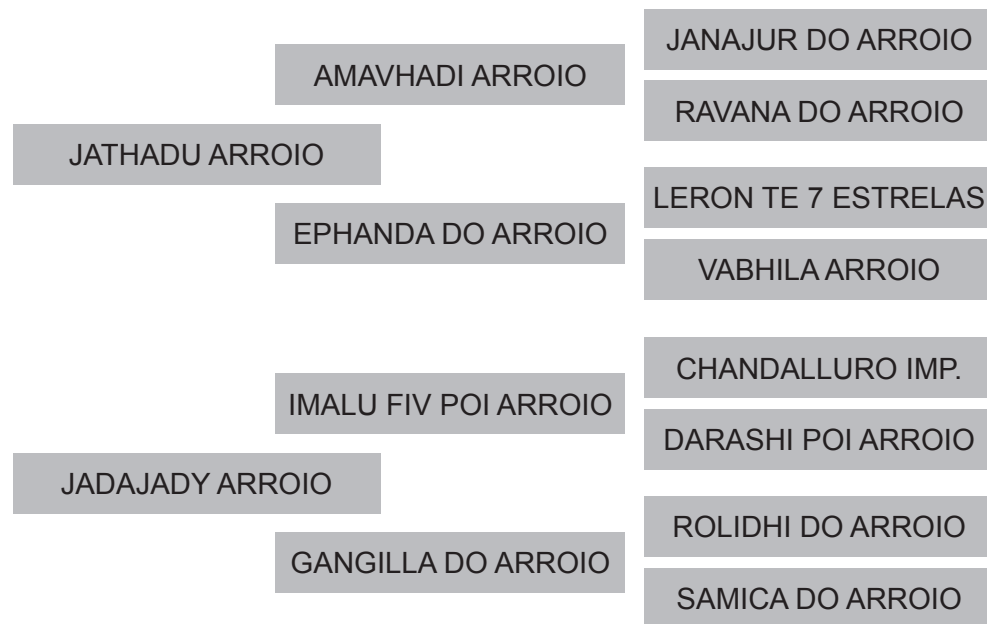 JANAJUR DO ARROIO
AMAVHADI ARROIO
RAVANA DO ARROIO
JATHADU ARROIO
LERON TE 7 ESTRELAS
EPHANDA DO ARROIO
VABHILA ARROIO
CHANDALLURO IMP.
IMALU FIV POI ARROIO
DARASHI POI ARROIO
JADAJADY ARROIO
ROLIDHI DO ARROIO
GANGILLA DO ARROIO
SAMICA DO ARROIO